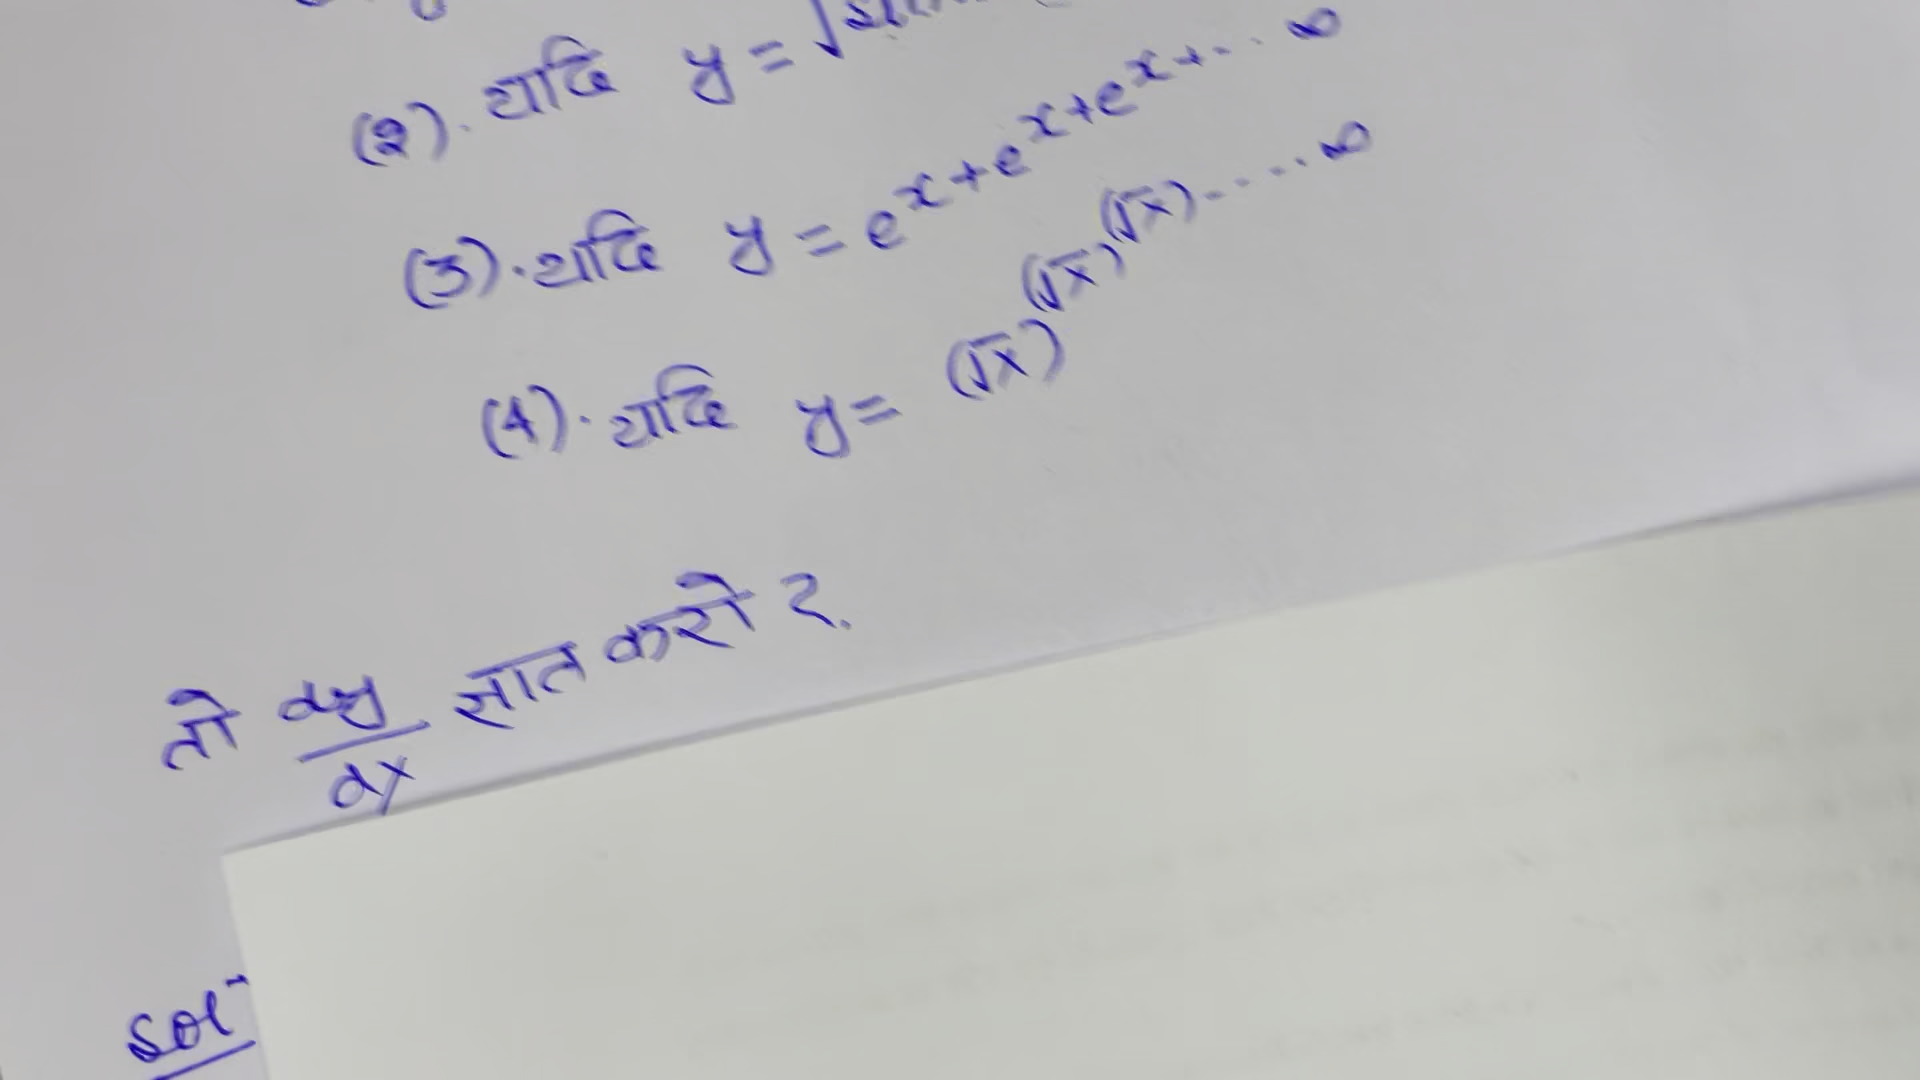 (2). यदि y = √
(3). यदि y = e^x+e^x+e^x+... ∞
(4). यदि y = (√x)^(√x)^(√x).....∞
तो dy/dx ज्ञात करो ?.
Sol^-